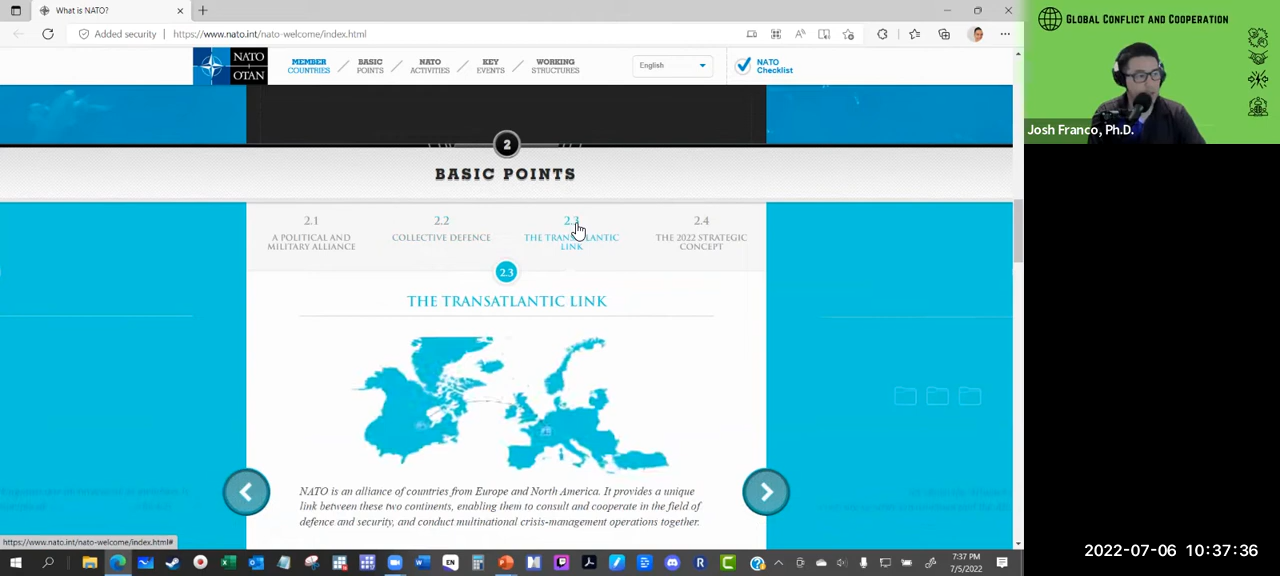 What is NATO?
Added security
https://www.nato.int/nato-welcome/index.html
NATO
OTAN
MEMBER
COUNTRIES
BASIC
POINTS
NATO
ACTIVITIES
KEY
EVENTS
WORKING
STRUCTURES
English
NATO
Checklist
GLOBAL CONFLICT AND COOPERATION
Josh Franco, Ph.D.
2
BASIC POINTS
2.1
A POLITICAL AND
MILITARY ALLIANCE
2.2
COLLECTIVE DEFENCE
2.3
THE TRANSATLANTIC
LINK
2.4
THE 2022 STRATEGIC
CONCEPT
2.3
THE TRANSATLANTIC LINK
NATO is an alliance of countries from Europe and North America. It provides a unique
link between these two continents, enabling them to consult and cooperate in the field of
defence and security, and conduct multinational crisis-management operations together.
https://www.nato.int/nato-welcome/index.html#
EN
7:37 PM
7/5/2022
2022-07-06 10:37:36